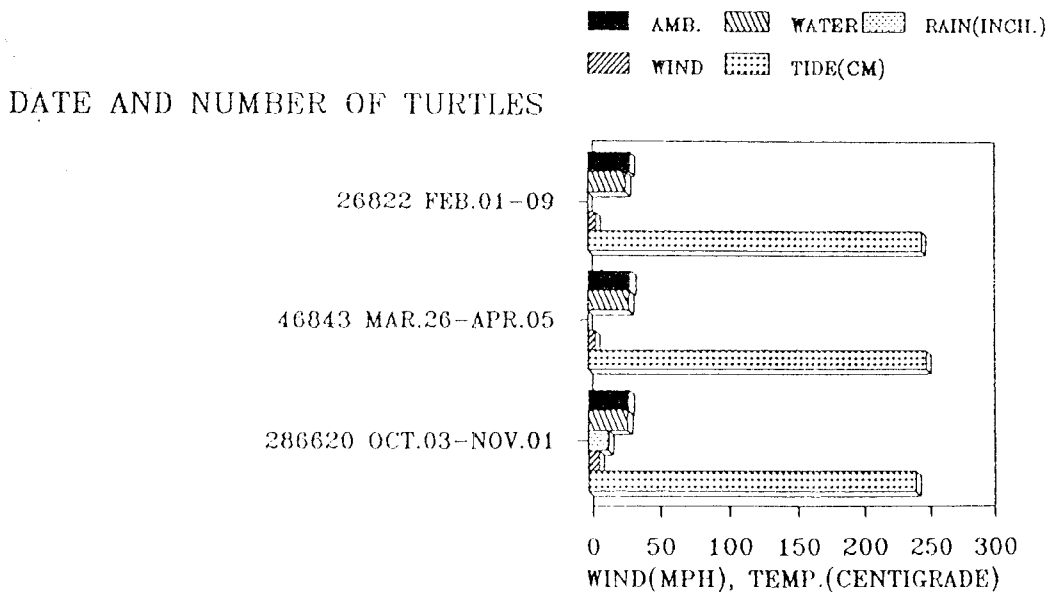 AMB. WATER RAIN(INCH.)
WIND TIDE(CM)
DATE AND NUMBER OF TURTLES
26822 FEB.01-09
46843 MAR.26-APR.05
286620 OCT.03-NOV.01
0 50 100 150 200 250 300
WIND(MPH), TEMP.(CENTIGRADE)